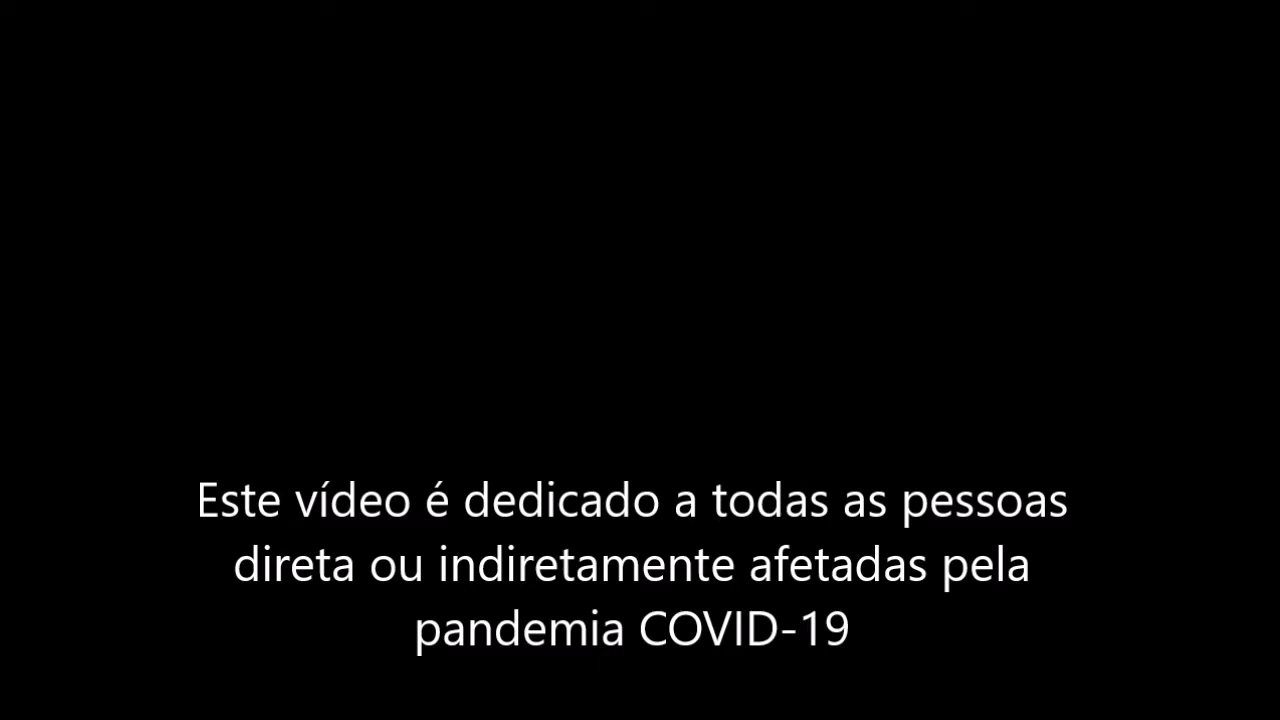 Este vídeo é dedicado a todas as pessoas
direta ou indiretamente afetadas pela
pandemia COVID-19